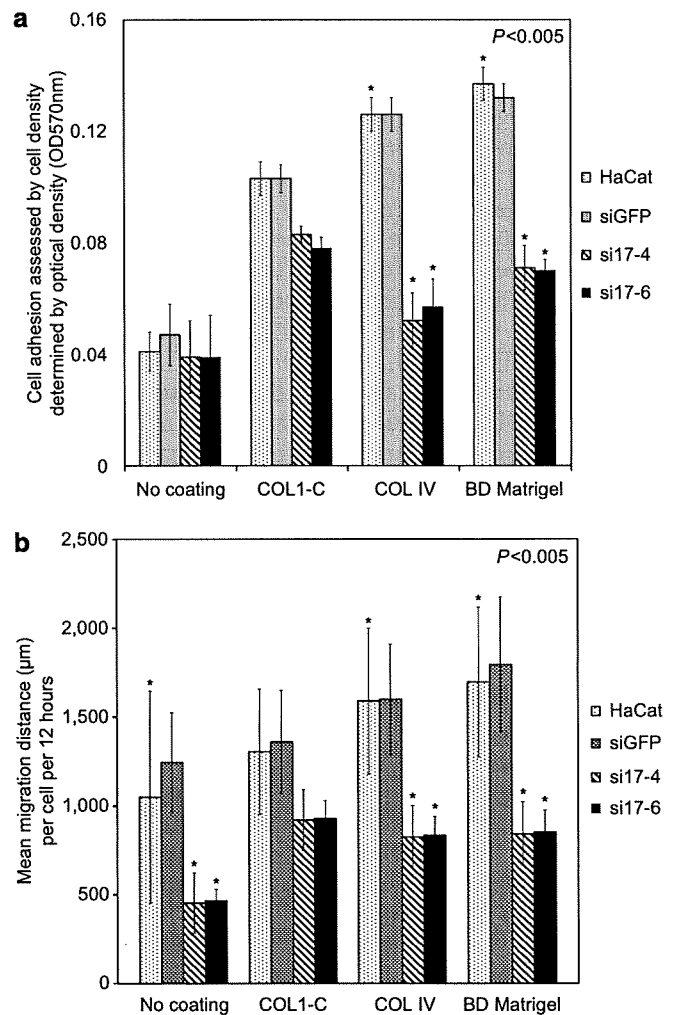 a
P<0.005
Cell adhesion assessed by cell density
determined by optical density (OD570nm)
0.16
0.12
0.08
0.04
0
* * * * * *
No coating COL1-C COL IV BD Matrigel
HaCat
siGFP
si17-4
si17-6
b
P<0.005
Mean migration distance (µm)
per cell per 12 hours
2,500
2,000
1,500
1,000
500
0
* * * * * * * * *
No coating COL1-C COL IV BD Matrigel
HaCat
siGFP
si17-4
si17-6